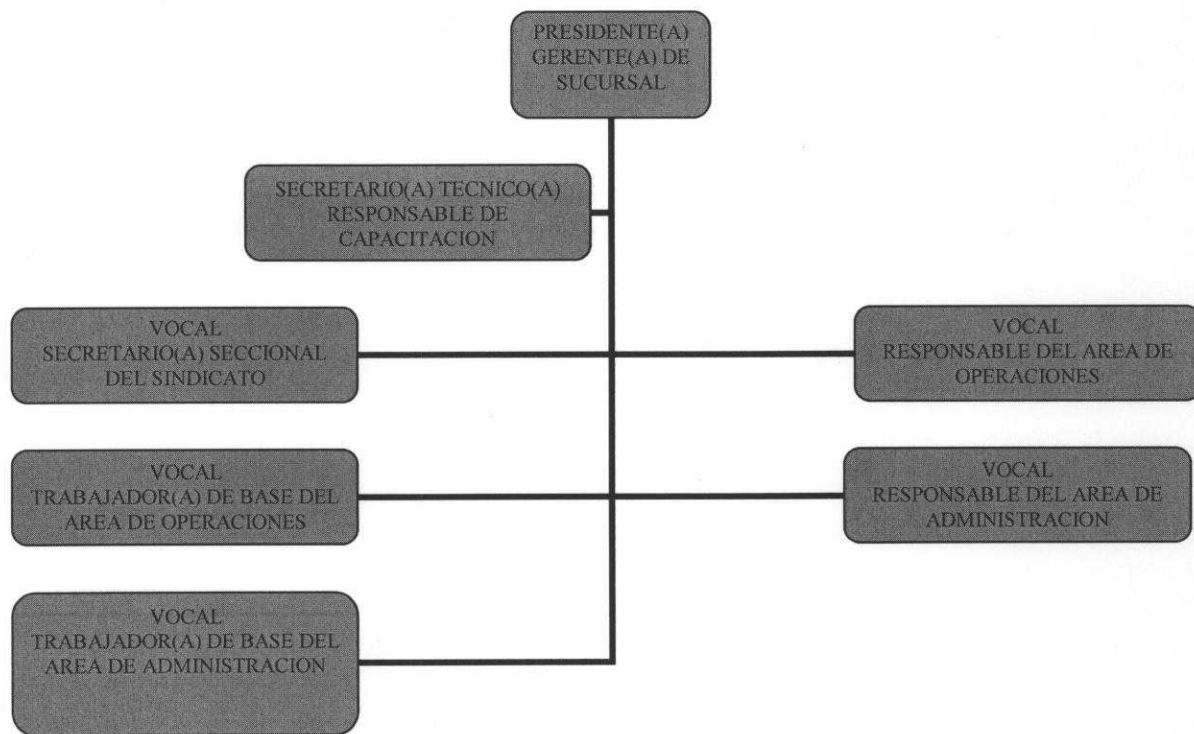 PRESIDENTE(A)
GERENTE(A) DE
SUCURSAL
SECRETARIO(A) TECNICO(A)
RESPONSABLE DE
CAPACITACION
VOCAL
SECRETARIO(A) SECCIONAL
DEL SINDICATO
VOCAL
RESPONSABLE DEL AREA DE
OPERACIONES
VOCAL
TRABAJADOR(A) DE BASE DEL
AREA DE OPERACIONES
VOCAL
RESPONSABLE DEL AREA DE
ADMINISTRACION
VOCAL
TRABAJADOR(A) DE BASE DEL
AREA DE ADMINISTRACION